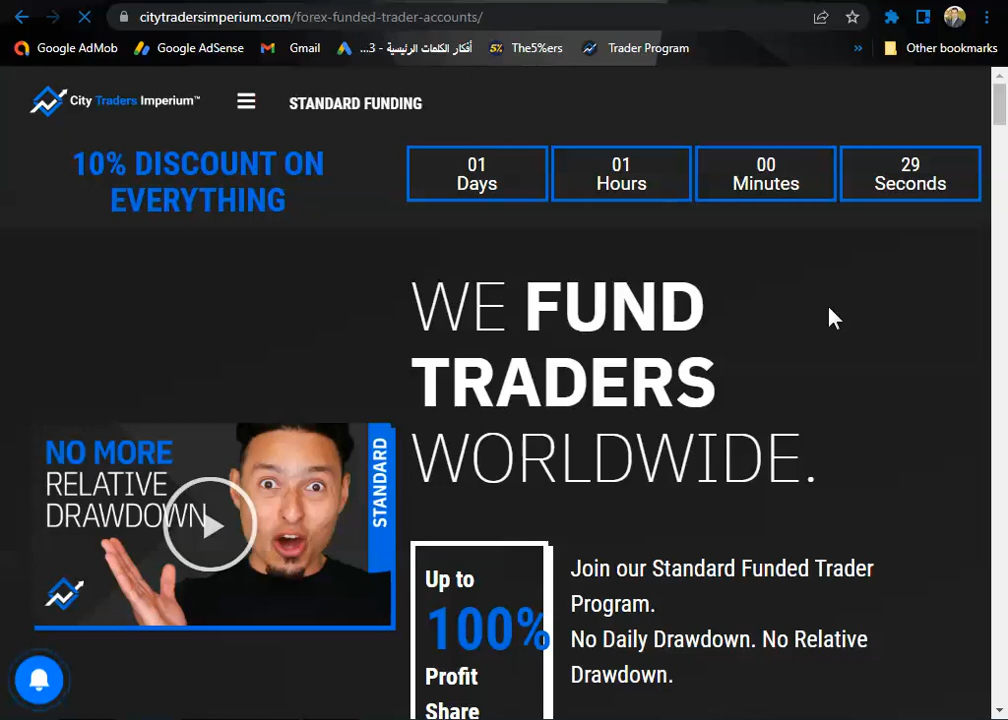 citytradersimperium.com/forex-funded-trader-accounts/
Google AdMob
Google AdSense
Gmail
أفكار الكلمات الرئيسية - 3...
5%
The5%ers
Trader Program
»
Other bookmarks
City Traders Imperium™
STANDARD FUNDING
10% DISCOUNT ON
EVERYTHING
01
Days
01
Hours
00
Minutes
29
Seconds
WE FUND
TRADERS
WORLDWIDE.
NO MORE
RELATIVE
DRAWDOWN
STANDARD
Up to
100%
Profit
Share
Join our Standard Funded Trader
Program.
No Daily Drawdown. No Relative
Drawdown.